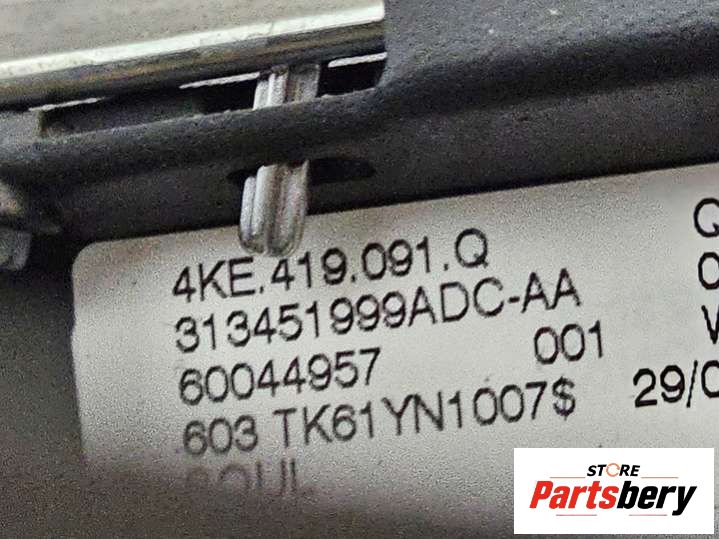 4KE.419.091.Q
313451999ADC-AA
60044957 001
603 TK61YN1007$ 29/0
STORE
Partsbery